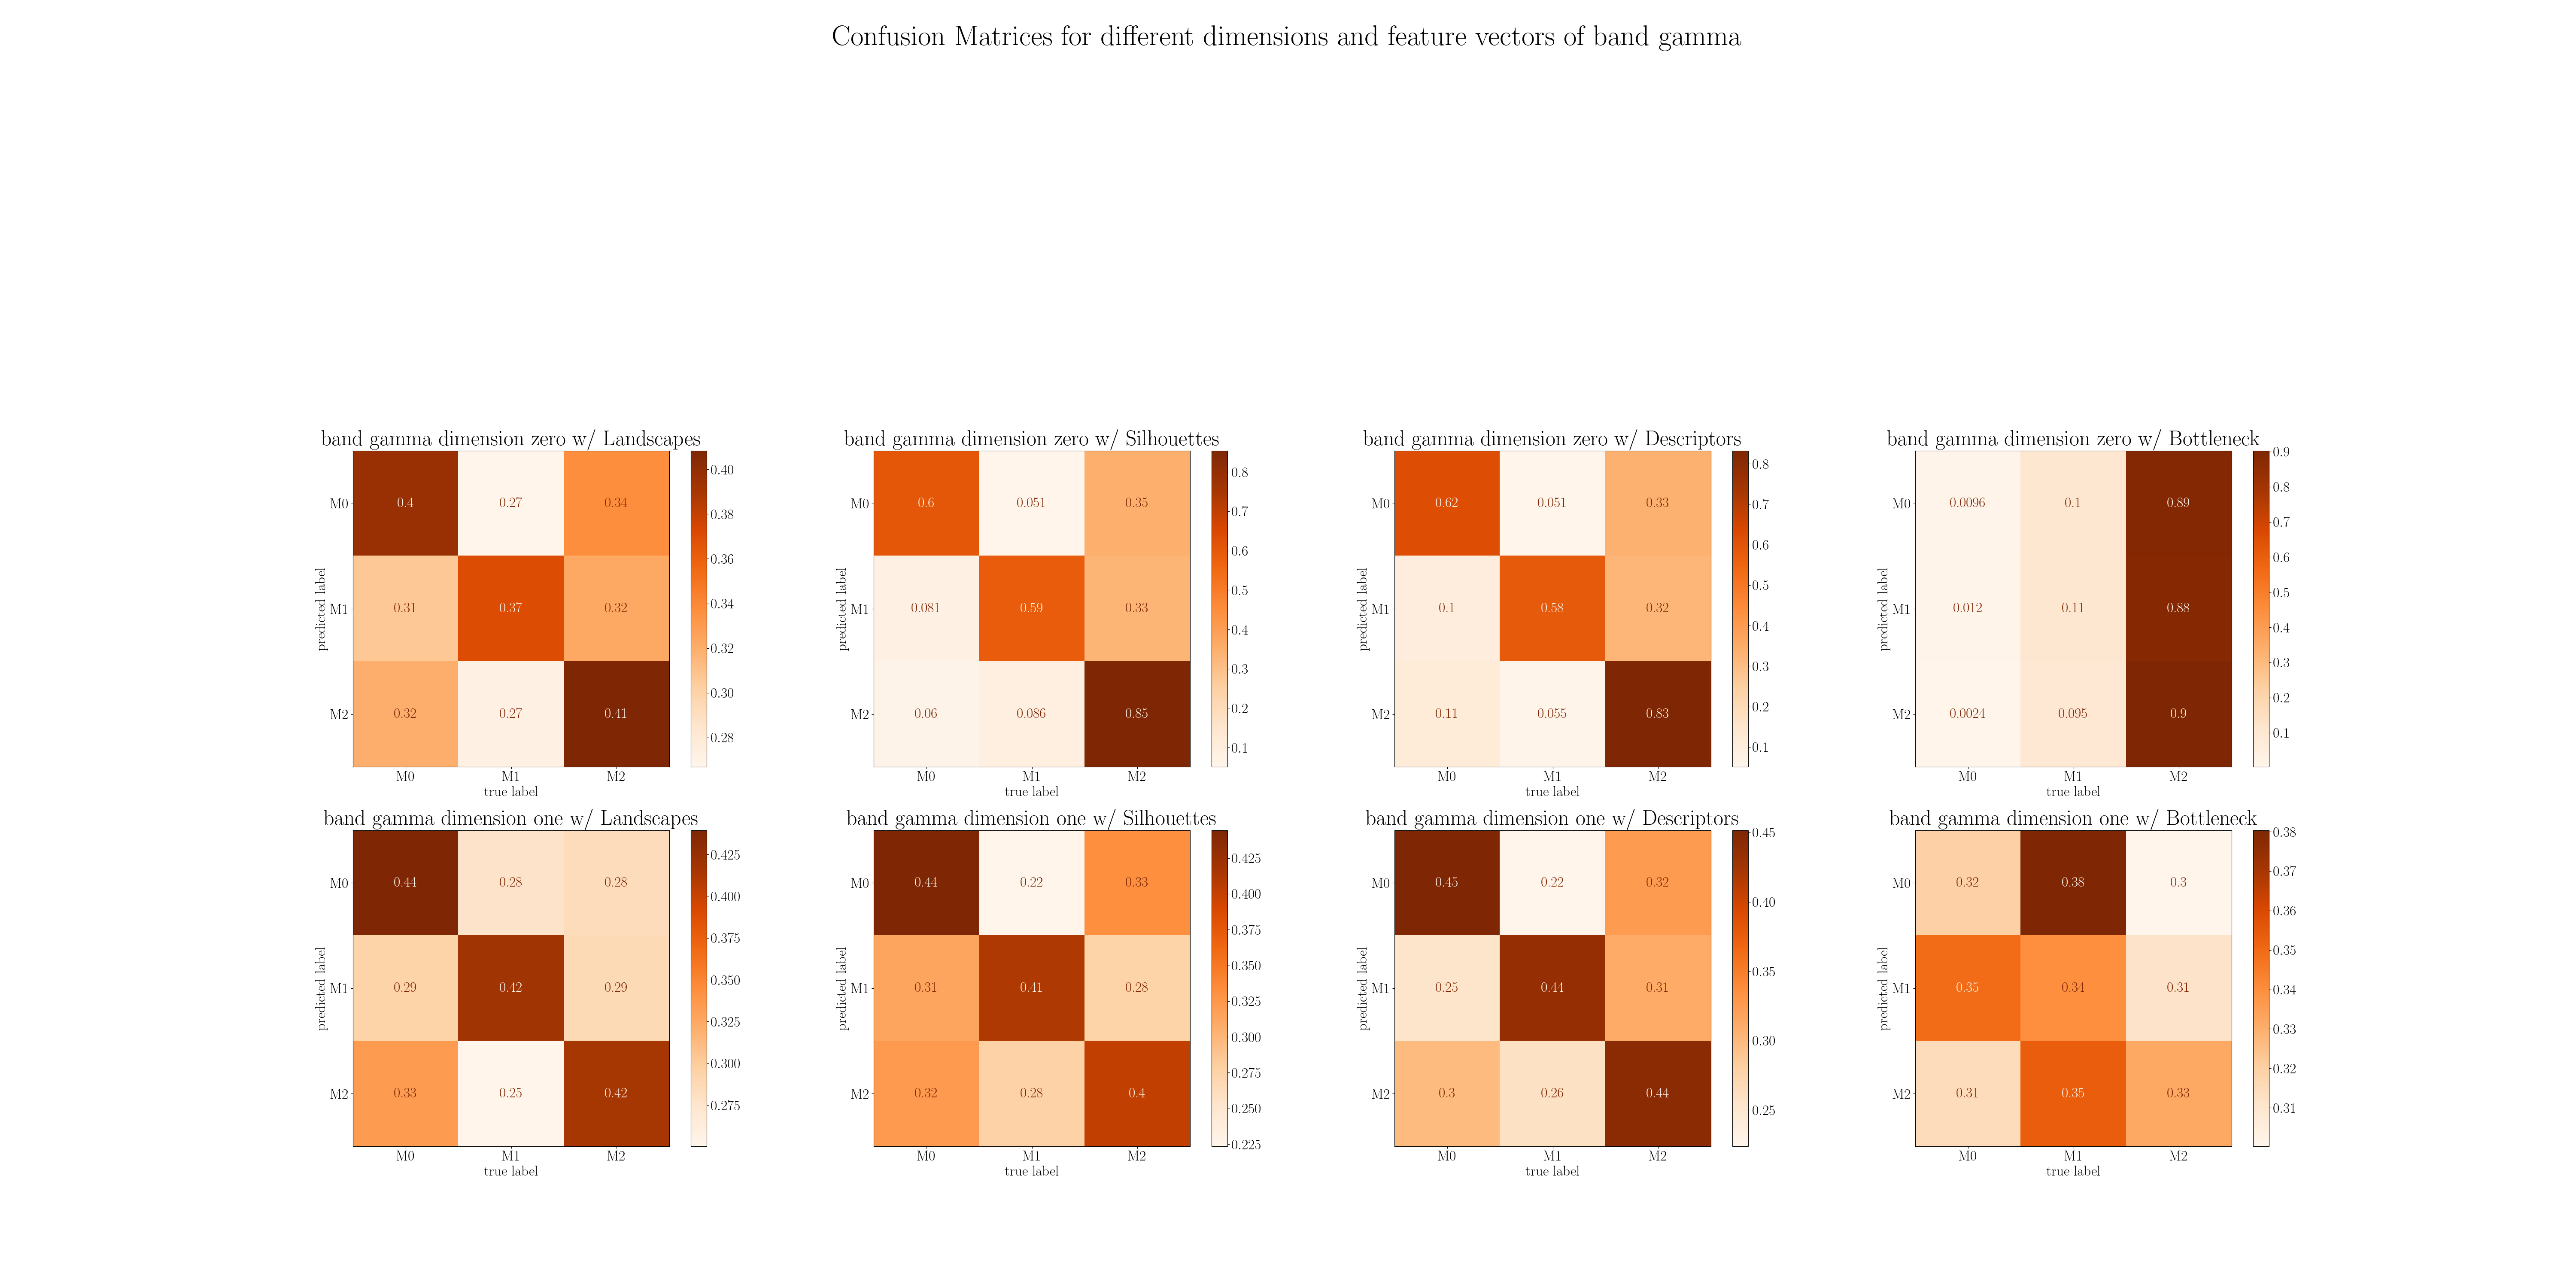 Confusion Matrices for different dimensions and feature vectors of band gamma
band gamma dimension zero w/ Landscapes
predicted label
M0 0.4 0.27 0.34
M1 0.31 0.37 0.32
M2 0.32 0.27 0.41
M0 M1 M2
true label
0.40
0.38
0.36
0.34
0.32
0.30
0.28
band gamma dimension zero w/ Silhouettes
predicted label
M0 0.6 0.051 0.35
M1 0.081 0.59 0.33
M2 0.06 0.086 0.85
M0 M1 M2
true label
0.8
0.7
0.6
0.5
0.4
0.3
0.2
0.1
band gamma dimension zero w/ Descriptors
predicted label
M0 0.62 0.051 0.33
M1 0.1 0.58 0.32
M2 0.11 0.055 0.83
M0 M1 M2
true label
0.8
0.7
0.6
0.5
0.4
0.3
0.2
0.1
band gamma dimension zero w/ Bottleneck
predicted label
M0 0.0096 0.1 0.89
M1 0.012 0.11 0.88
M2 0.0024 0.095 0.9
M0 M1 M2
true label
0.9
0.8
0.7
0.6
0.5
0.4
0.3
0.2
0.1
band gamma dimension one w/ Landscapes
predicted label
M0 0.44 0.28 0.28
M1 0.29 0.42 0.29
M2 0.33 0.25 0.42
M0 M1 M2
true label
0.425
0.400
0.375
0.350
0.325
0.300
0.275
band gamma dimension one w/ Silhouettes
predicted label
M0 0.44 0.22 0.33
M1 0.31 0.41 0.28
M2 0.32 0.28 0.4
M0 M1 M2
true label
0.425
0.400
0.375
0.350
0.325
0.300
0.275
0.250
0.225
band gamma dimension one w/ Descriptors
predicted label
M0 0.45 0.22 0.32
M1 0.25 0.44 0.31
M2 0.3 0.26 0.44
M0 M1 M2
true label
0.45
0.40
0.35
0.30
0.25
band gamma dimension one w/ Bottleneck
predicted label
M0 0.32 0.38 0.3
M1 0.35 0.34 0.31
M2 0.31 0.35 0.33
M0 M1 M2
true label
0.38
0.37
0.36
0.35
0.34
0.33
0.32
0.31